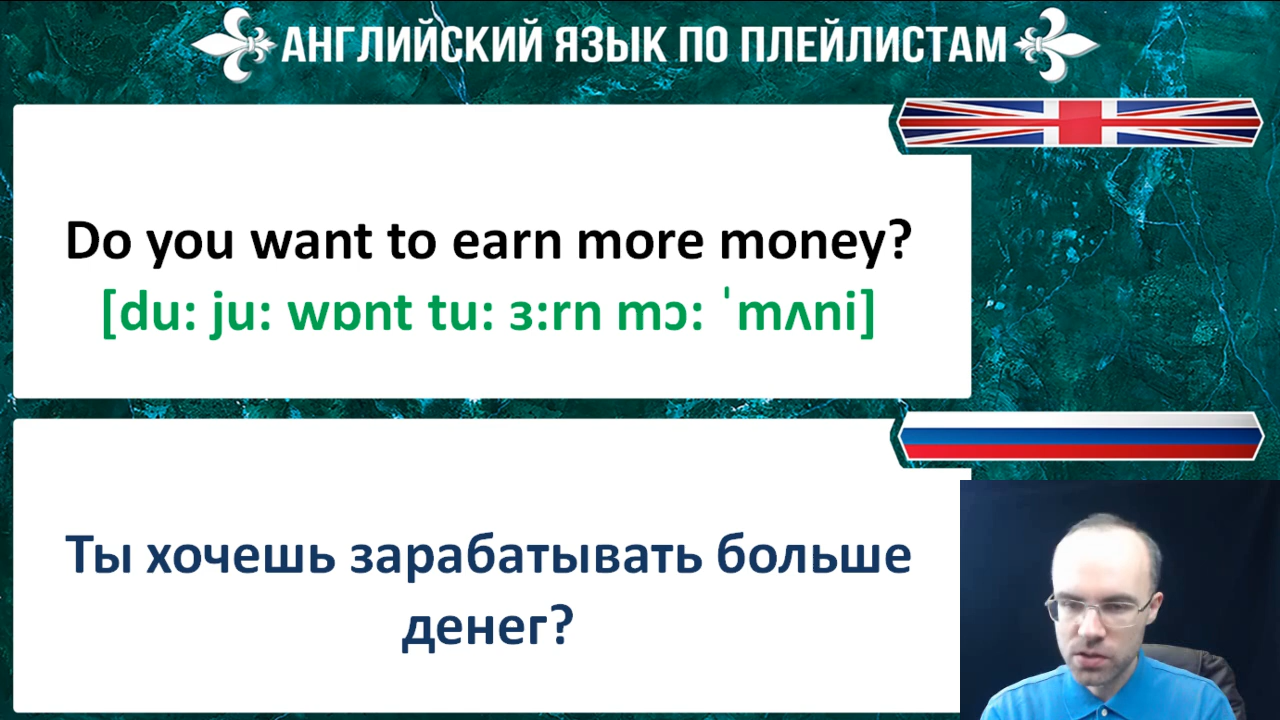 АНГЛИЙСКИЙ ЯЗЫК ПО ПЛЕЙЛИСТАМ
Do you want to earn more money?
[du: ju: wɒnt tu: ɜ:rn mɔ: ˈmʌni]
Ты хочешь зарабатывать больше
денег?